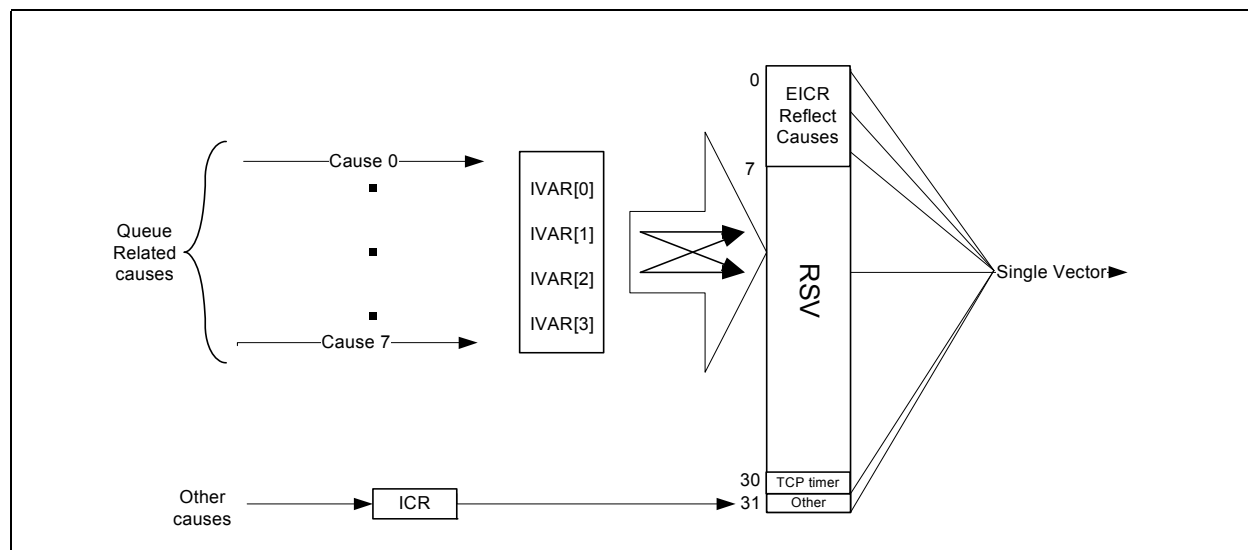 Queue
Related
causes
Cause 0
Cause 7
IVAR[0]
IVAR[1]
IVAR[2]
IVAR[3]
0
7
EICR
Reflect
Causes
RSV
30
TCP timer
31
Other
Single Vector
Other
causes
ICR